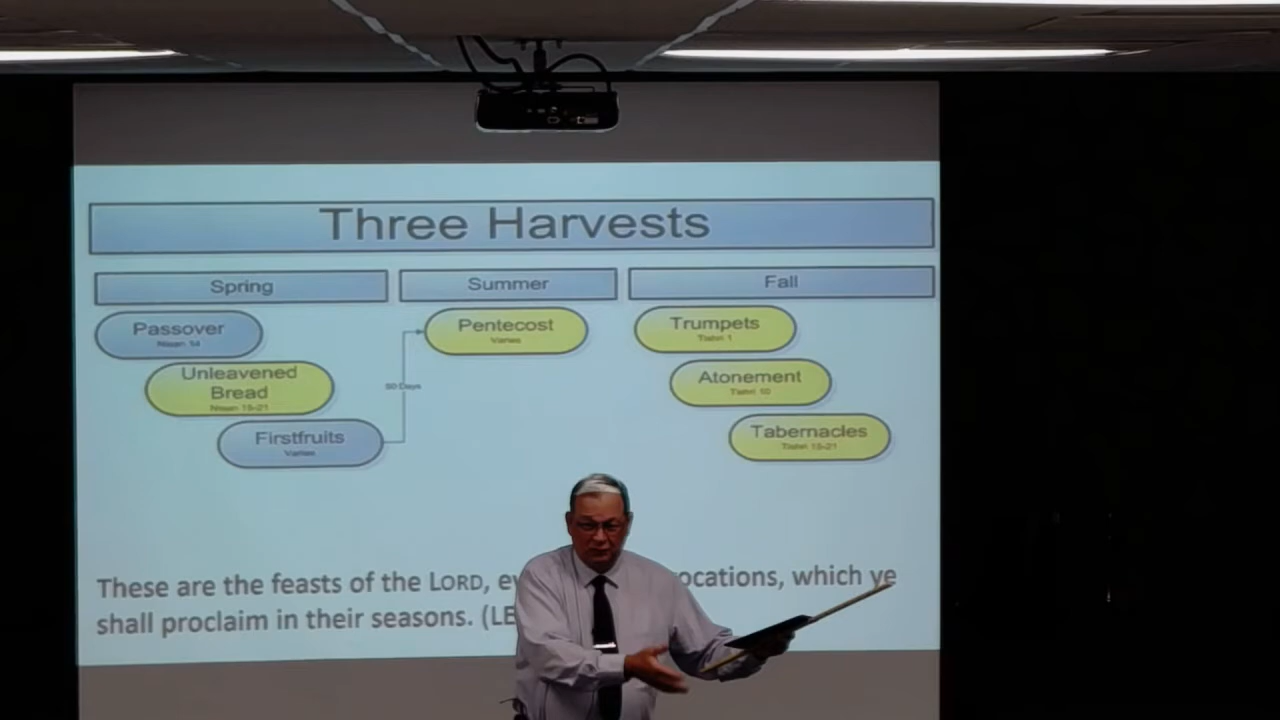 Three Harvests
Spring
Summer
Fall
Passover
Nissan 14
Unleavened
Bread
Nissan 15-21
Firstfruits
Varies
50 Days
Pentecost
Varies
Trumpets
Tishri 1
Atonement
Tishri 10
Tabernacles
Tishri 15-21
These are the feasts of the LORD, ev ocations, which ye
shall proclaim in their seasons. (LE